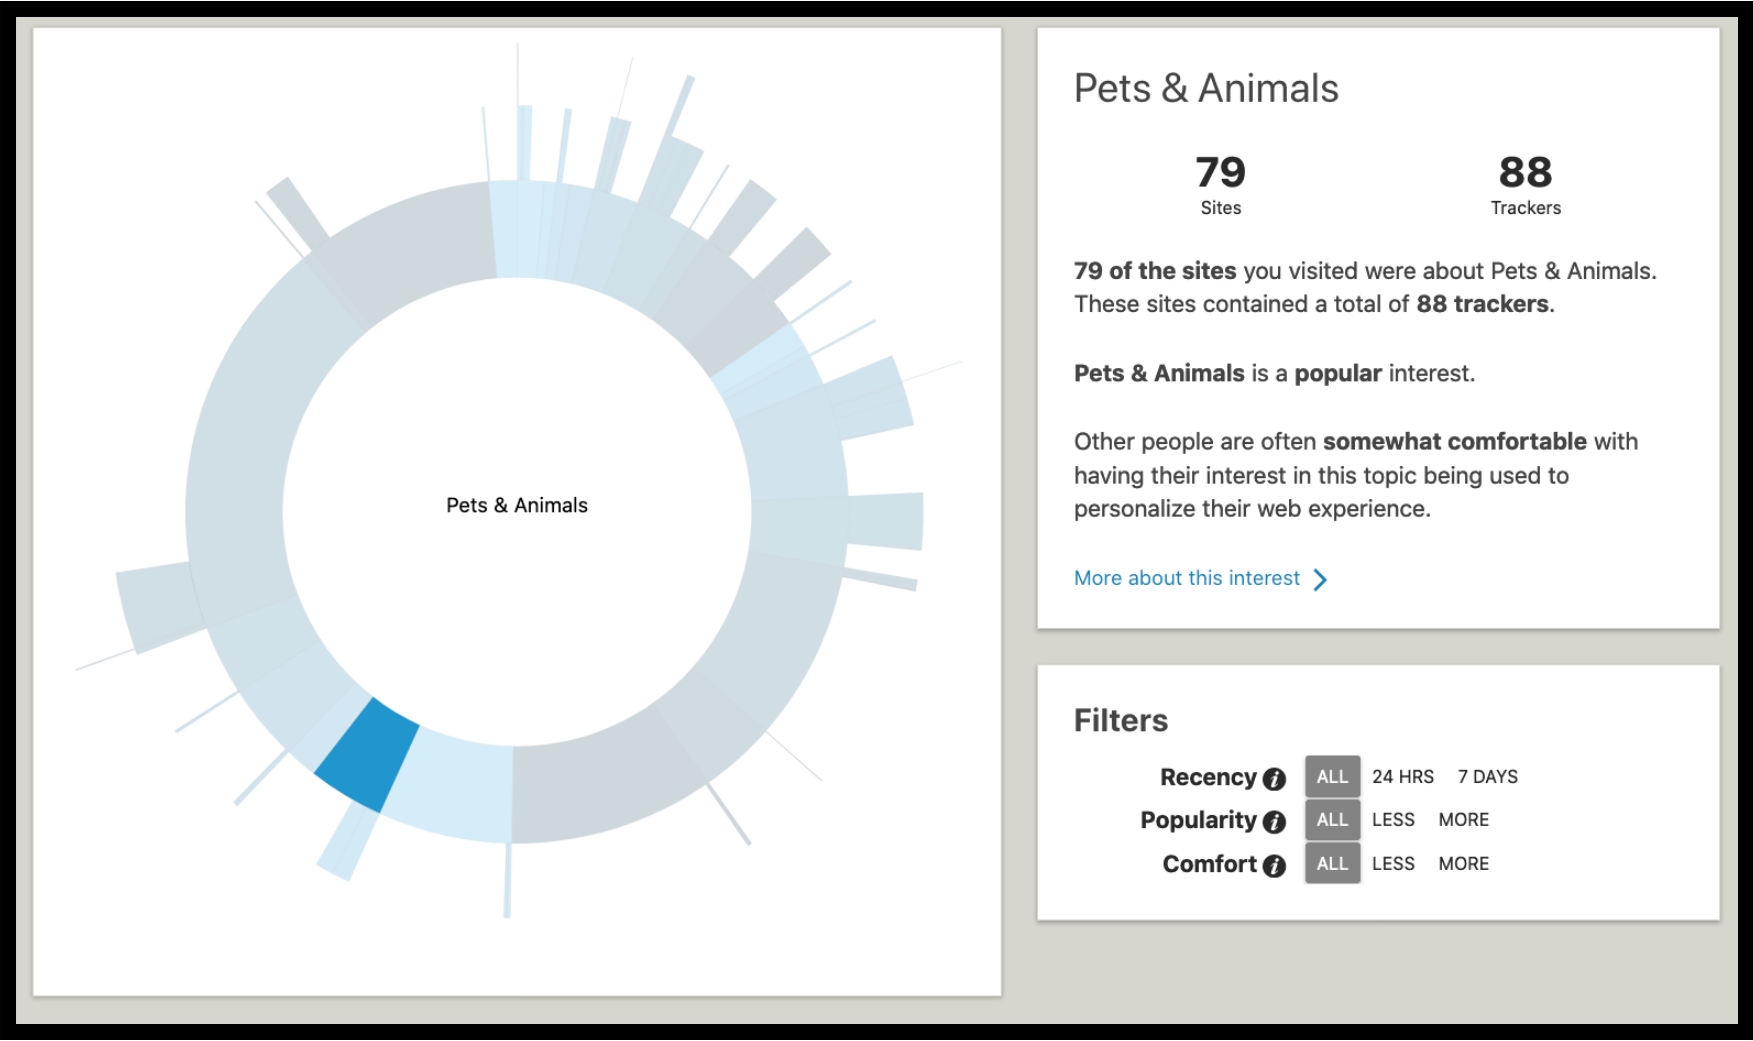 Pets & Animals
Pets & Animals
79 88
Sites Trackers
79 of the sites you visited were about Pets & Animals.
These sites contained a total of 88 trackers.
Pets & Animals is a popular interest.
Other people are often somewhat comfortable with
having their interest in this topic being used to
personalize their web experience.
More about this interest
Filters
Recency i ALL 24 HRS 7 DAYS
Popularity i ALL LESS MORE
Comfort i ALL LESS MORE